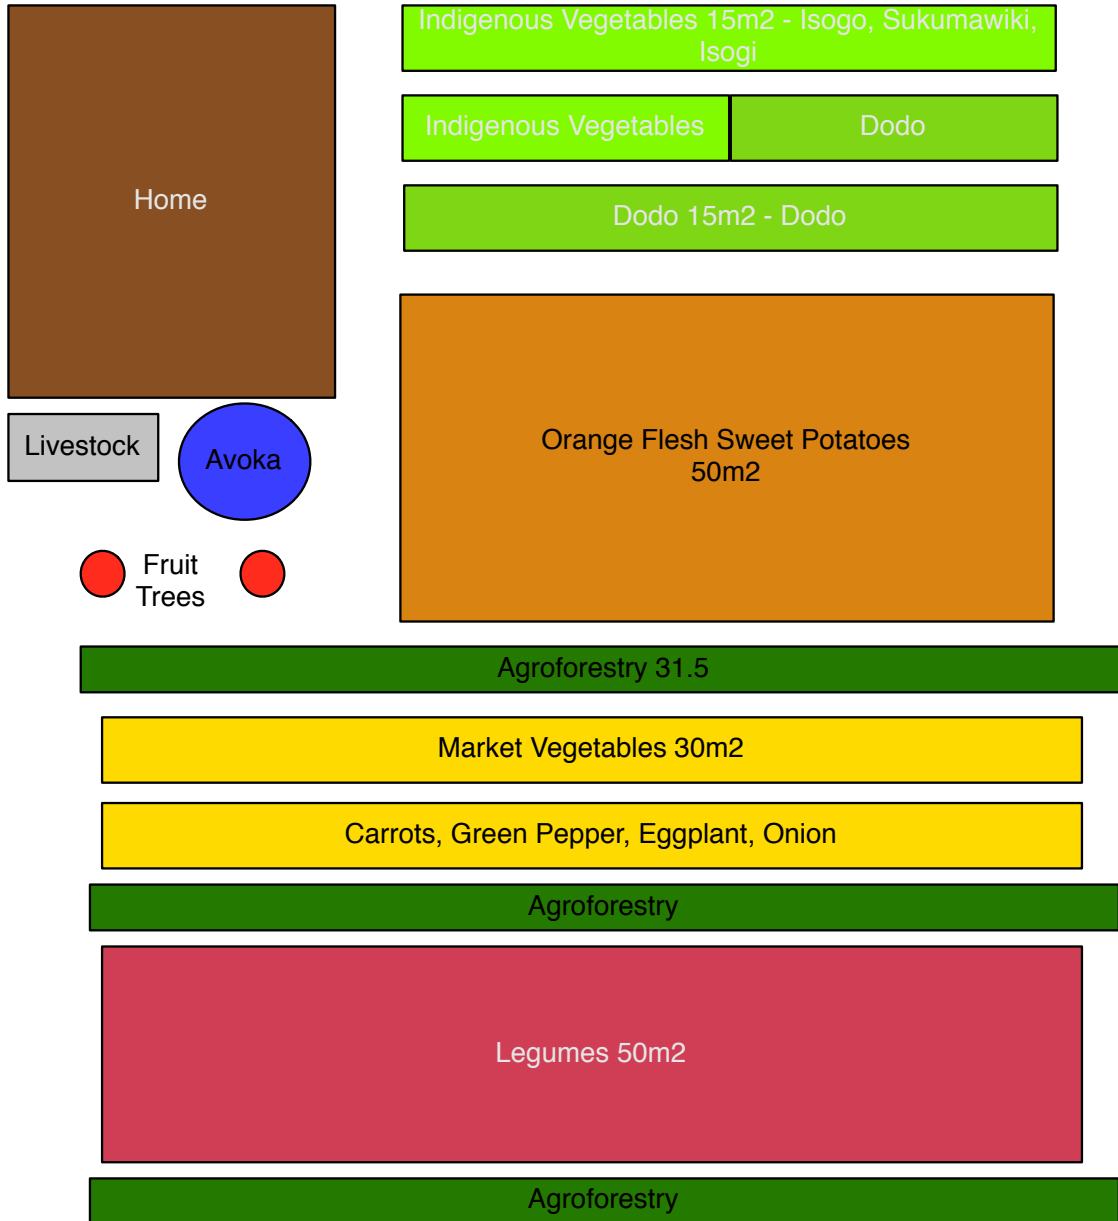 Indigenous Vegetables 15m2 - Isogo, Sukumawiki,
Isogi
Home
Indigenous Vegetables
Dodo
Dodo 15m2 - Dodo
Livestock
Avoka
Orange Flesh Sweet Potatoes
50m2
Fruit
Trees
Agroforestry 31.5
Market Vegetables 30m2
Carrots, Green Pepper, Eggplant, Onion
Agroforestry
Legumes 50m2
Agroforestry